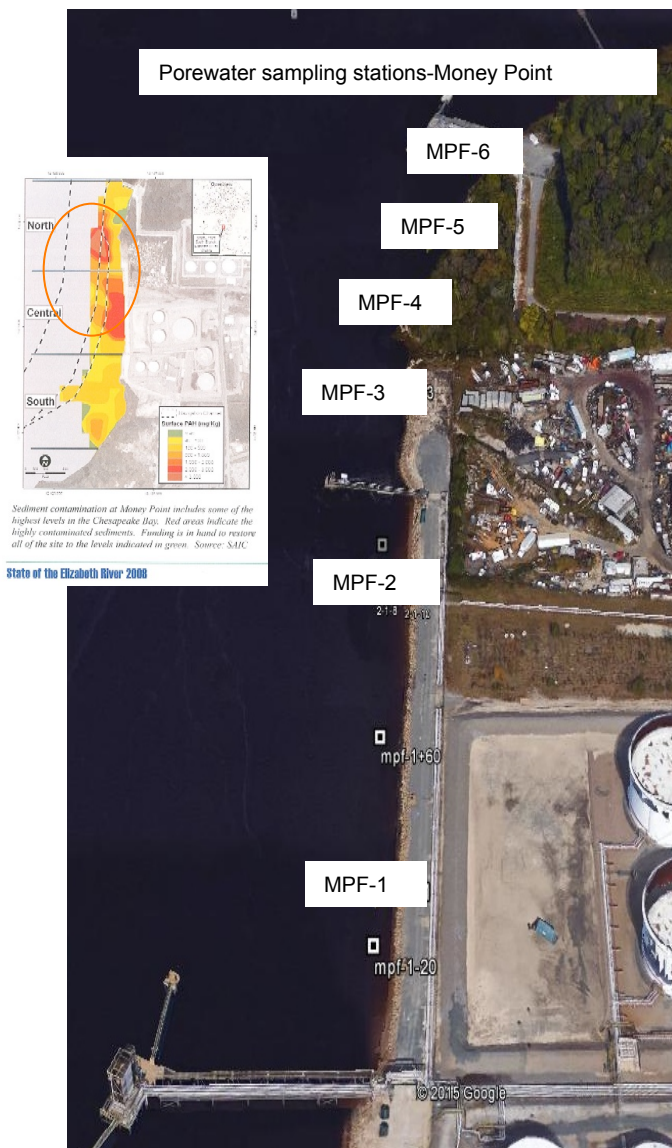 Porewater sampling stations-Money Point
MPF-6
MPF-5
MPF-4
MPF-3
3
MPF-2
mpf-1+60
MPF-1
mpf-1-20
© 2015 Google
North
Central
South
Surface PAH (mg/Kg)
Sediment contamination at Money Point includes some of the
highest levels in the Chesapeake Bay. Red areas indicate the
highly contaminated sediments. Funding is in hand to restore
all of the site to the levels indicated in green. Source: SAIC
State of the Elizabeth River 2008